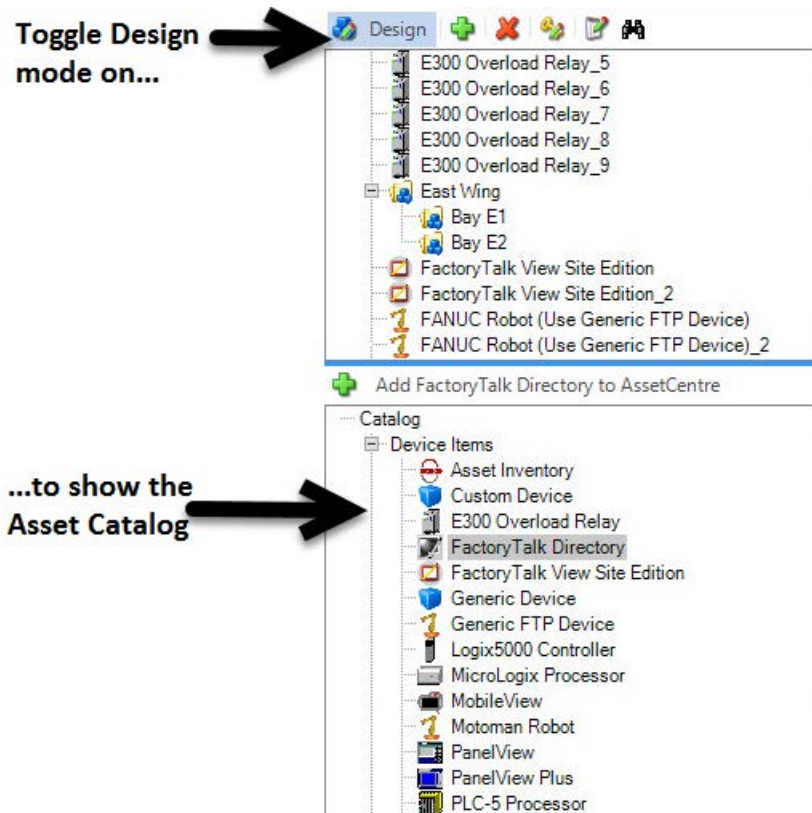 Toggle Design
mode on...
Design
E300 Overload Relay_5
E300 Overload Relay_6
E300 Overload Relay_7
E300 Overload Relay_8
E300 Overload Relay_9
East Wing
Bay E1
Bay E2
FactoryTalk View Site Edition
FactoryTalk View Site Edition_2
FANUC Robot (Use Generic FTP Device)
FANUC Robot (Use Generic FTP Device)_2
Add FactoryTalk Directory to AssetCentre
Catalog
Device Items
...to show the
Asset Catalog
Asset Inventory
Custom Device
E300 Overload Relay
FactoryTalk Directory
FactoryTalk View Site Edition
Generic Device
Generic FTP Device
Logix5000 Controller
MicroLogix Processor
MobileView
Motoman Robot
PanelView
PanelView Plus
PLC-5 Processor